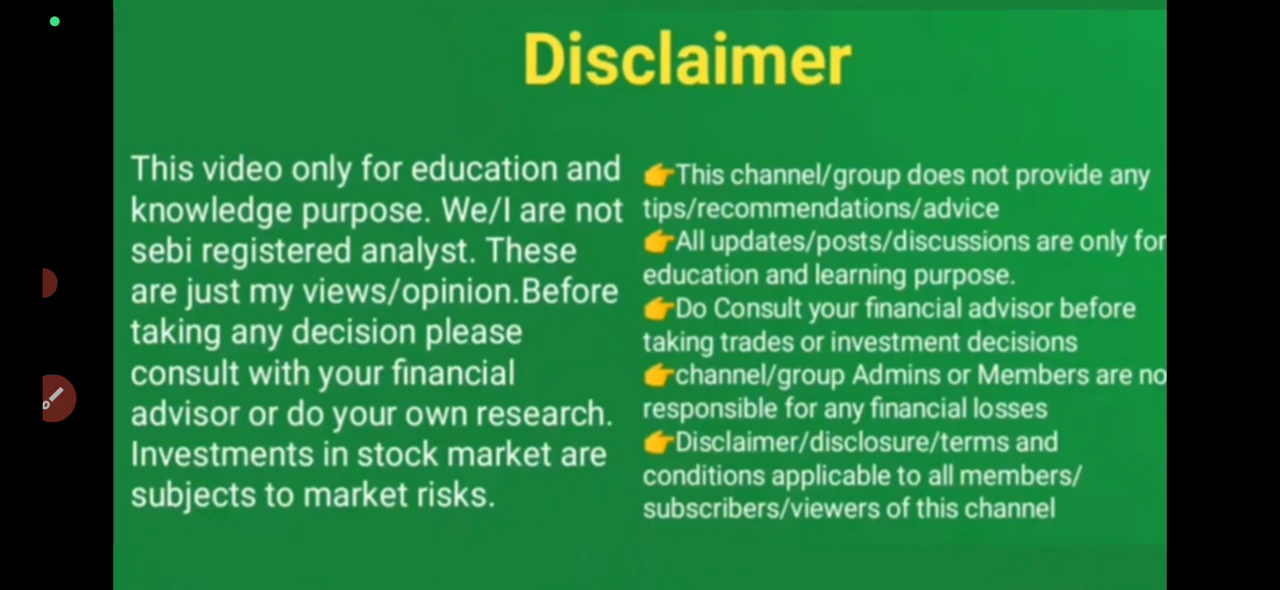 Disclaimer
This video only for education and
knowledge purpose. We/I are not
sebi registered analyst. These
are just my views/opinion.Before
taking any decision please
consult with your financial
advisor or do your own research.
Investments in stock market are
subjects to market risks.
👉This channel/group does not provide any
tips/recommendations/advice
👉All updates/posts/discussions are only for
education and learning purpose.
👉Do Consult your financial advisor before
taking trades or investment decisions
👉channel/group Admins or Members are no
responsible for any financial losses
👉Disclaimer/disclosure/terms and
conditions applicable to all members/
subscribers/viewers of this channel